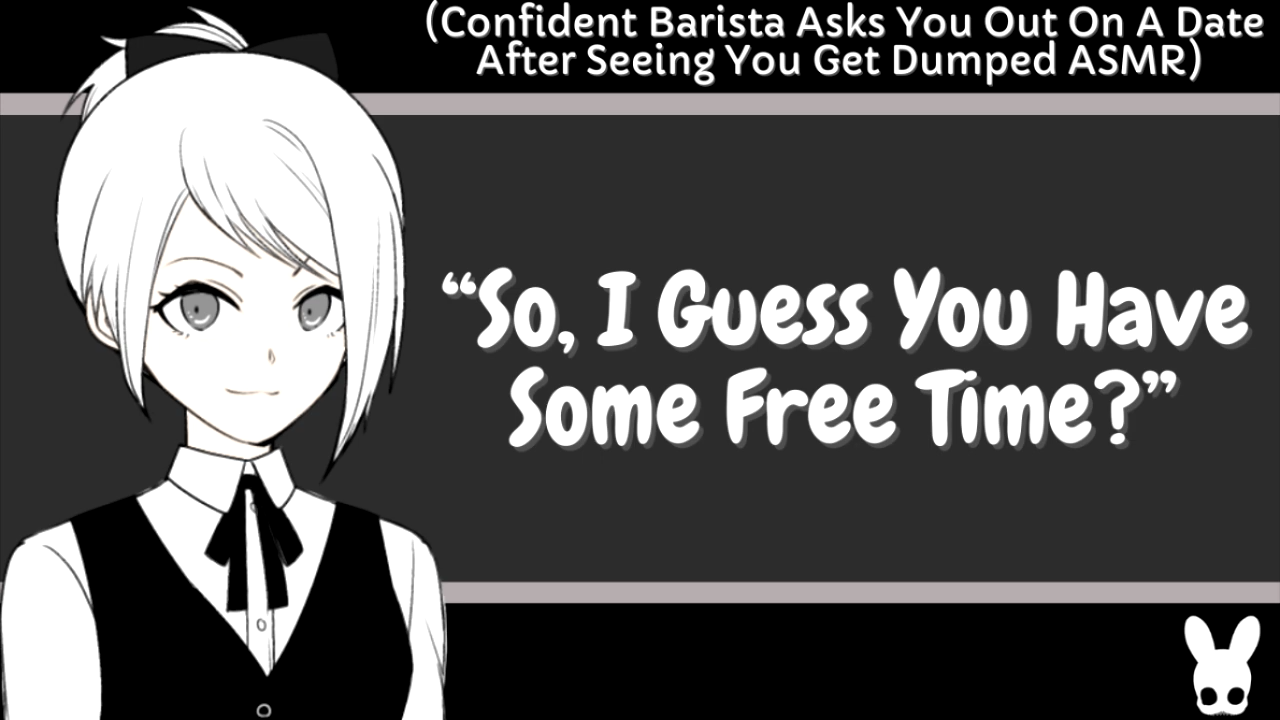 (Confident Barista Asks You Out On A Date
After Seeing You Get Dumped ASMR)
“So, I Guess You Have
Some Free Time?”